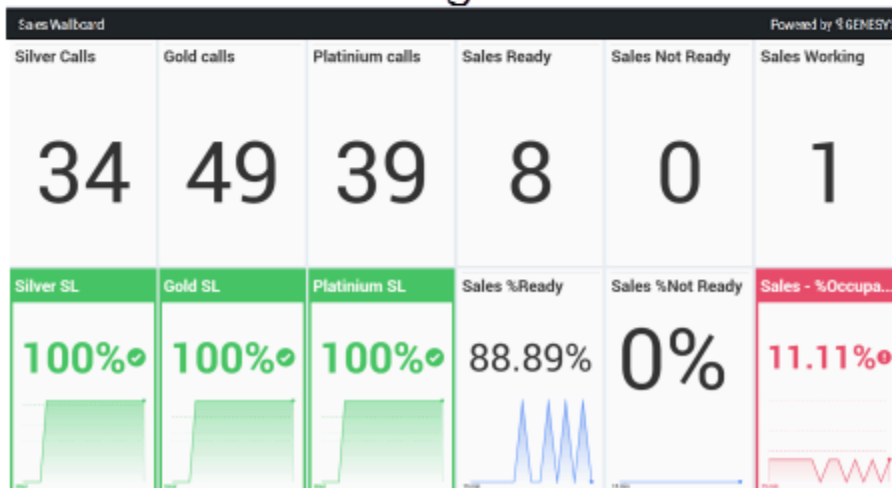 Sales Wallboard Powered by GENESYS
Silver Calls Gold calls Platinium calls Sales Ready Sales Not Ready Sales Working
34 49 39 8 0 1
Silver SL Gold SL Platinium SL Sales %Ready Sales %Not Ready Sales - %Occupa...
100% 100% 100% 88.89% 0% 11.11%